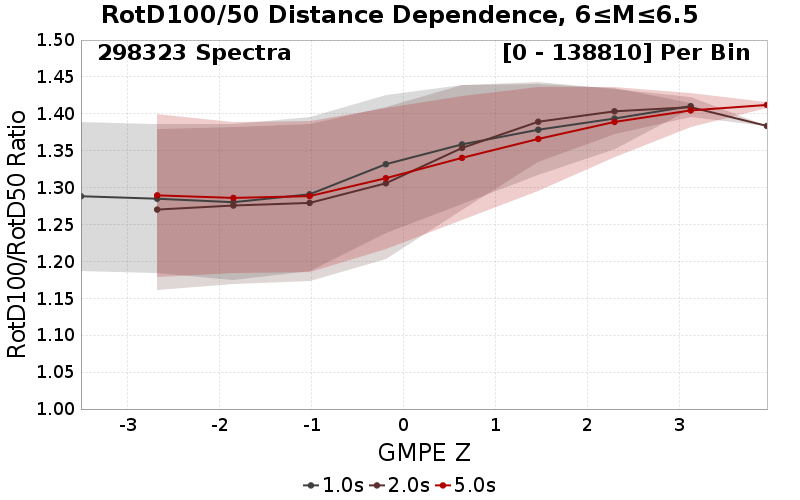 RotD100/50 Distance Dependence, 6≤M≤6.5
298323 Spectra
[0 - 138810] Per Bin
1.50
1.45
1.40
1.35
1.30
1.25
1.20
1.15
1.10
1.05
1.00
RotD100/RotD50 Ratio
-3 -2 -1 0 1 2 3
GMPE Z
1.0s 2.0s 5.0s